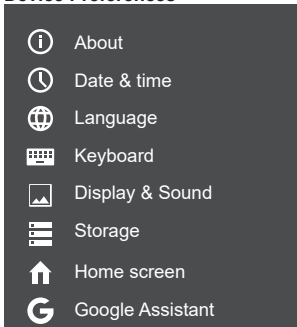 About
Date & time
Language
Keyboard
Display & Sound
Storage
Home screen
Google Assistant